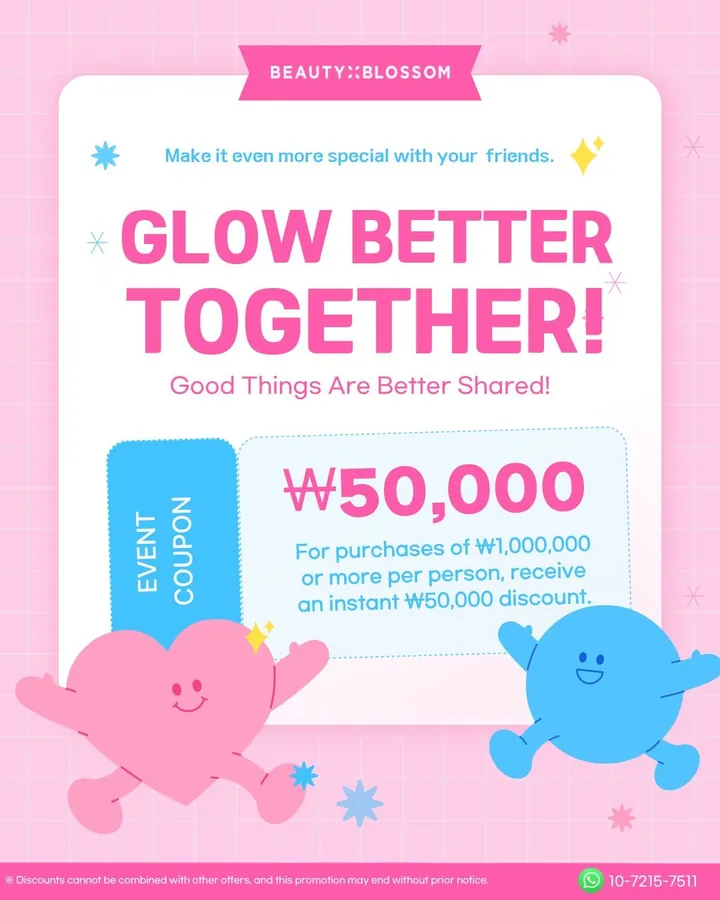 BEAUTY BLOSSOM
Make it even more special with your friends.
GLOW BETTER
TOGETHER!
Good Things Are Better Shared!
EVENT
COUPON
₩50,000
For purchases of ₩1,000,000
or more per person, receive
an instant ₩50,000 discount.
※ Discounts cannot be combined with other offers, and this promotion may end without prior notice.
10-7215-7511